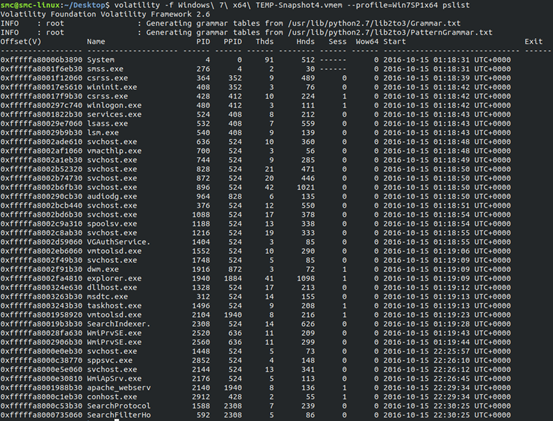 smc@smc-linux:~/Desktop$ volatility -f Windows\ 7\ x64\ TEMP-Snapshot4.vmem --profile=Win7SP1x64 pslist
Volatility Foundation Volatility Framework 2.6
INFO : root : Generating grammar tables from /usr/lib/python2.7/lib2to3/Grammar.txt
INFO : root : Generating grammar tables from /usr/lib/python2.7/lib2to3/PatternGrammar.txt
Offset(V) Name PID PPID Thds Hnds Sess Wow64 Start Exit
0xfffffa80006b3890 System 4 0 91 512 ------ 0 2016-10-15 01:18:31 UTC+0000
0xfffffa8001f6eb30 smss.exe 276 4 2 30 ------ 0 2016-10-15 01:18:31 UTC+0000
0xfffffa8001f12060 csrss.exe 364 352 9 489 0 0 2016-10-15 01:18:39 UTC+0000
0xfffffa80017e5610 wininit.exe 408 352 3 76 0 0 2016-10-15 01:18:42 UTC+0000
0xfffffa80017f9b30 csrss.exe 428 412 10 224 1 0 2016-10-15 01:18:42 UTC+0000
0xfffffa800297c740 winlogon.exe 480 412 3 111 1 0 2016-10-15 01:18:42 UTC+0000
0xfffffa8001822b30 services.exe 524 408 8 212 0 0 2016-10-15 01:18:43 UTC+0000
0xfffffa80029e7060 lsass.exe 532 408 7 559 0 0 2016-10-15 01:18:43 UTC+0000
0xfffffa80029b9b30 lsm.exe 540 408 9 139 0 0 2016-10-15 01:18:43 UTC+0000
0xfffffa8002ade610 svchost.exe 636 524 10 360 0 0 2016-10-15 01:18:48 UTC+0000
0xfffffa8002af1060 vmacthlp.exe 700 524 3 56 0 0 2016-10-15 01:18:48 UTC+0000
0xfffffa8002a1eb30 svchost.exe 744 524 9 285 0 0 2016-10-15 01:18:49 UTC+0000
0xfffffa8002b52320 svchost.exe 828 524 21 471 0 0 2016-10-15 01:18:50 UTC+0000
0xfffffa8002b74730 svchost.exe 872 524 20 446 0 0 2016-10-15 01:18:50 UTC+0000
0xfffffa8002b6fb30 svchost.exe 896 524 42 1021 0 0 2016-10-15 01:18:50 UTC+0000
0xfffffa800290cb30 audiodg.exe 964 828 6 135 0 0 2016-10-15 01:18:50 UTC+0000
0xfffffa8002bcb440 svchost.exe 376 524 12 550 0 0 2016-10-15 01:18:51 UTC+0000
0xfffffa8002bd6b30 svchost.exe 1088 524 17 378 0 0 2016-10-15 01:18:54 UTC+0000
0xfffffa8002c9a310 spoolsv.exe 1188 524 13 338 0 0 2016-10-15 01:18:54 UTC+0000
0xfffffa8002c8ab30 svchost.exe 1216 524 19 333 0 0 2016-10-15 01:18:55 UTC+0000
0xfffffa8002d59060 VGAuthService. 1404 524 3 85 0 0 2016-10-15 01:18:55 UTC+0000
0xfffffa8002eb6060 vmtoolsd.exe 1552 524 10 290 0 0 2016-10-15 01:19:06 UTC+0000
0xfffffa8002f49b30 svchost.exe 1748 524 5 85 0 0 2016-10-15 01:19:09 UTC+0000
0xfffffa8002f91b30 dwm.exe 1916 872 3 72 1 0 2016-10-15 01:19:09 UTC+0000
0xfffffa8002fa4810 explorer.exe 1940 1884 41 1098 1 0 2016-10-15 01:19:09 UTC+0000
0xfffffa800324e630 dllhost.exe 1328 524 17 213 0 0 2016-10-15 01:19:12 UTC+0000
0xfffffa8003263b30 msdtc.exe 312 524 14 155 0 0 2016-10-15 01:19:13 UTC+0000
0xfffffa8003243b30 taskhost.exe 1496 524 9 208 1 0 2016-10-15 01:19:13 UTC+0000
0xfffffa8001958920 vmtoolsd.exe 2104 1940 8 216 1 0 2016-10-15 01:19:23 UTC+0000
0xfffffa80019b3b30 SearchIndexer. 2308 524 14 626 0 0 2016-10-15 01:19:28 UTC+0000
0xfffffa80028fa630 WmiPrvSE.exe 2520 636 11 209 0 0 2016-10-15 01:19:43 UTC+0000
0xfffffa8002906b30 WmiPrvSE.exe 2560 636 11 299 0 0 2016-10-15 01:19:44 UTC+0000
0xfffffa8000e0eb30 svchost.exe 1448 524 5 73 0 0 2016-10-15 22:25:57 UTC+0000
0xfffffa8000c38770 sppsvc.exe 2852 524 4 148 0 0 2016-10-15 22:26:10 UTC+0000
0xfffffa8000e5e060 svchost.exe 2144 524 13 341 0 0 2016-10-15 22:26:12 UTC+0000
0xfffffa8000e30810 WmiApSrv.exe 2176 524 5 113 0 0 2016-10-15 22:26:45 UTC+0000
0xfffffa8001988b30 apache_webserv 2140 1940 8 136 1 0 2016-10-15 22:29:34 UTC+0000
0xfffffa8000c1eb30 conhost.exe 2912 428 2 55 1 0 2016-10-15 22:29:34 UTC+0000
0xfffffa8000c53b30 SearchProtocol 1588 2308 7 239 0 0 2016-10-15 22:30:25 UTC+0000
0xfffffa8000735060 SearchFilterHo 592 2308 5 86 0 0 2016-10-15 22:30:25 UTC+0000